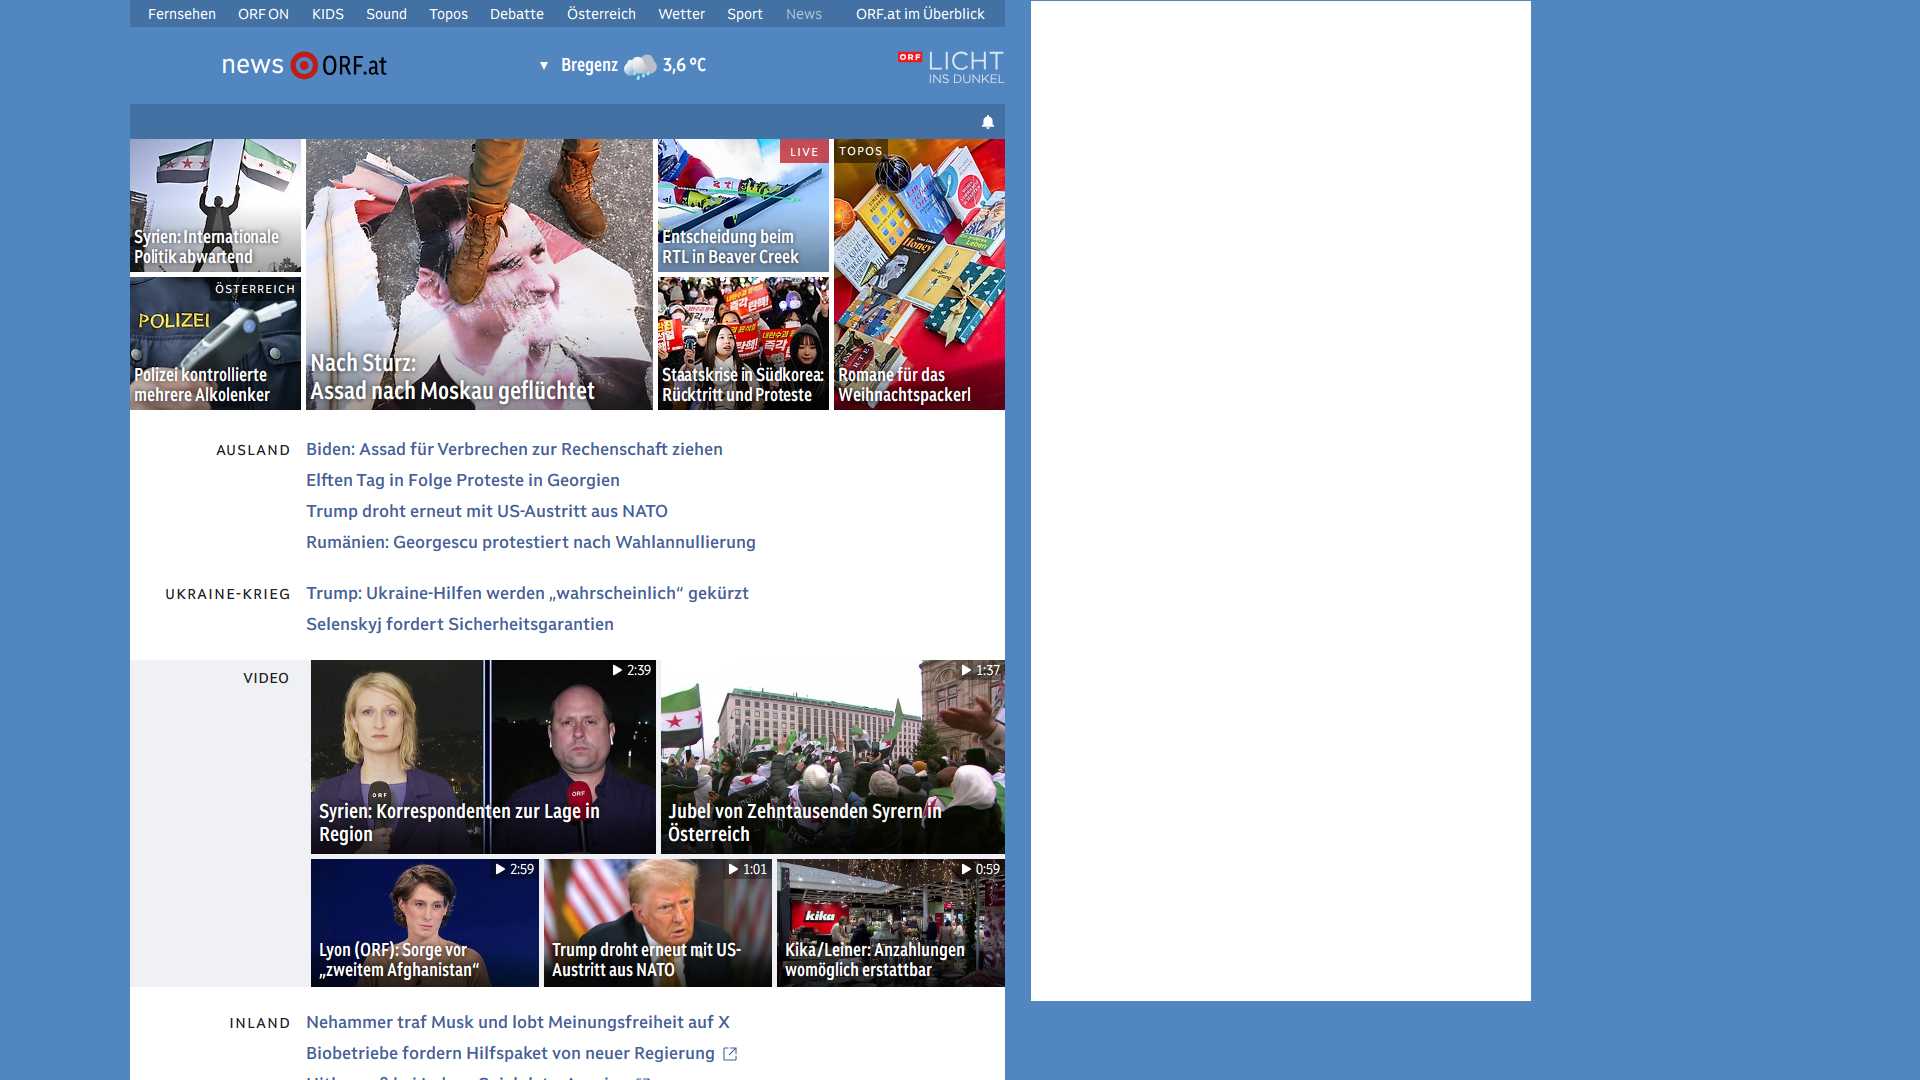 Fernsehen ORF ON KIDS Sound Topos Debatte Österreich Wetter Sport News ORF.at im Überblick
news ORF.at
Bregenz 3,6 °C
ORF LICHT
INS DUNKEL
Syrien: Internationale
Politik abwartend
ÖSTERREICH
POLIZEI
Polizei kontrollierte
mehrere Alkolenker
Nach Sturz:
Assad nach Moskau geflüchtet
LIVE
Entscheidung beim
RTL in Beaver Creek
Staatskrise in Südkorea:
Rücktritt und Proteste
TOPOS
Honey
Romane für das
Weihnachtspackerl
AUSLAND
Biden: Assad für Verbrechen zur Rechenschaft ziehen
Elften Tag in Folge Proteste in Georgien
Trump droht erneut mit US-Austritt aus NATO
Rumänien: Georgescu protestiert nach Wahlannullierung
UKRAINE-KRIEG
Trump: Ukraine-Hilfen werden „wahrscheinlich“ gekürzt
Selenskyj fordert Sicherheitsgarantien
VIDEO
2:39
ORF
ORF
Syrien: Korrespondenten zur Lage in
Region
1:37
Jubel von Zehntausenden Syrern in
Österreich
2:59
Lyon (ORF): Sorge vor
„zweitem Afghanistan“
1:01
Trump droht erneut mit US-
Austritt aus NATO
0:59
kika
Kika/Leiner: Anzahlungen
womöglich erstattbar
INLAND
Nehammer traf Musk und lobt Meinungsfreiheit auf X
Biobetriebe fordern Hilfspaket von neuer Regierung